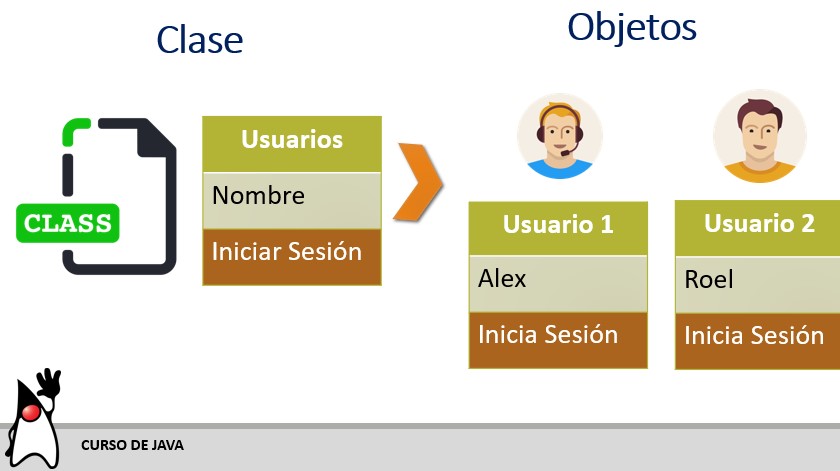 Clase
Objetos
CLASS
Usuarios
Nombre
Iniciar Sesión
Usuario 1
Alex
Inicia Sesión
Usuario 2
Roel
Inicia Sesión
CURSO DE JAVA